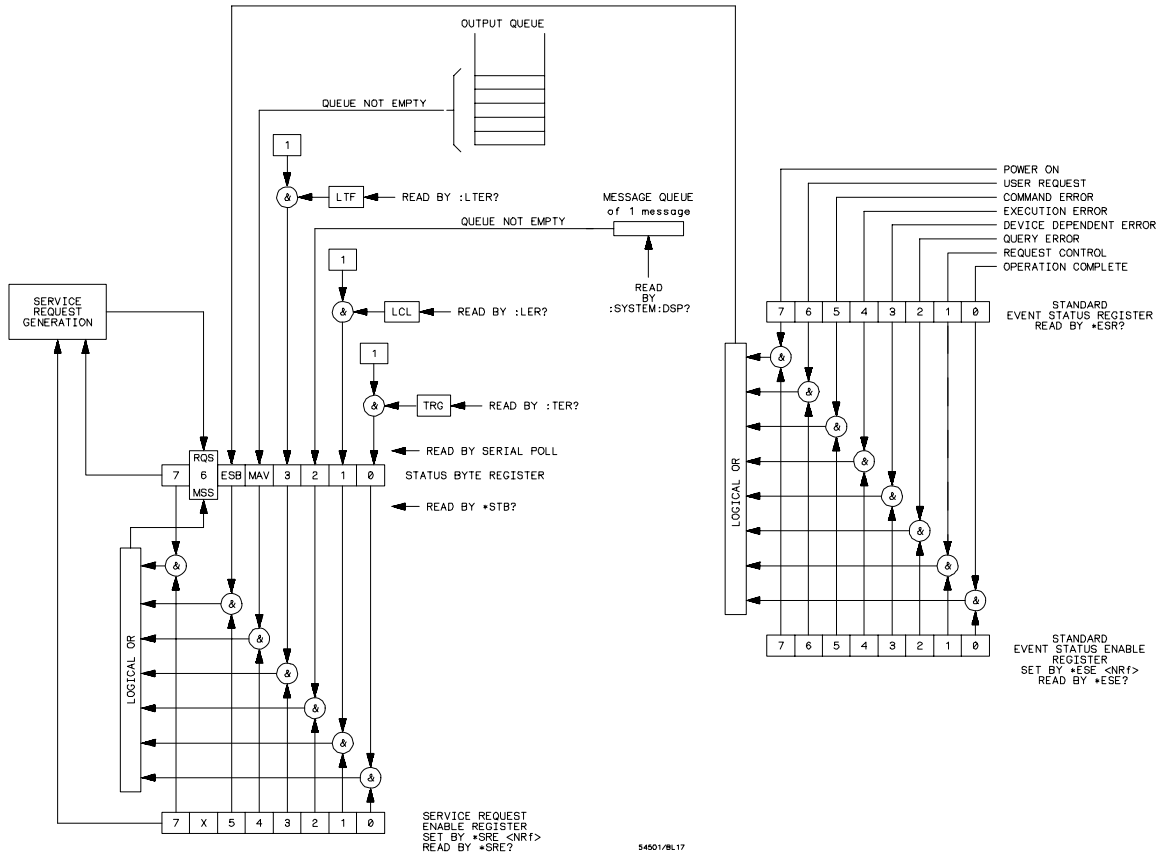 OUTPUT QUEUE
QUEUE NOT EMPTY
1
& LTF READ BY :LTER?
MESSAGE QUEUE
of 1 message
QUEUE NOT EMPTY
READ
BY
:SYSTEM:DSP?
1
& LCL READ BY :LER?
1
& TRG READ BY :TER?
SERVICE
REQUEST
GENERATION
READ BY SERIAL POLL
RQS
7 6 ESB MAV 3 2 1 0 STATUS BYTE REGISTER
MSS
READ BY *STB?
LOGICAL OR
&
&
&
&
&
&
&
7 X 5 4 3 2 1 0
SERVICE REQUEST
ENABLE REGISTER
SET BY *SRE <NRf>
READ BY *SRE?
POWER ON
USER REQUEST
COMMAND ERROR
EXECUTION ERROR
DEVICE DEPENDENT ERROR
QUERY ERROR
REQUEST CONTROL
OPERATION COMPLETE
7 6 5 4 3 2 1 0
STANDARD
EVENT STATUS REGISTER
READ BY *ESR?
LOGICAL OR
&
&
&
&
&
&
&
&
7 6 5 4 3 2 1 0
STANDARD
EVENT STATUS ENABLE
REGISTER
SET BY *ESE <NRf>
READ BY *ESE?
54501/BL17